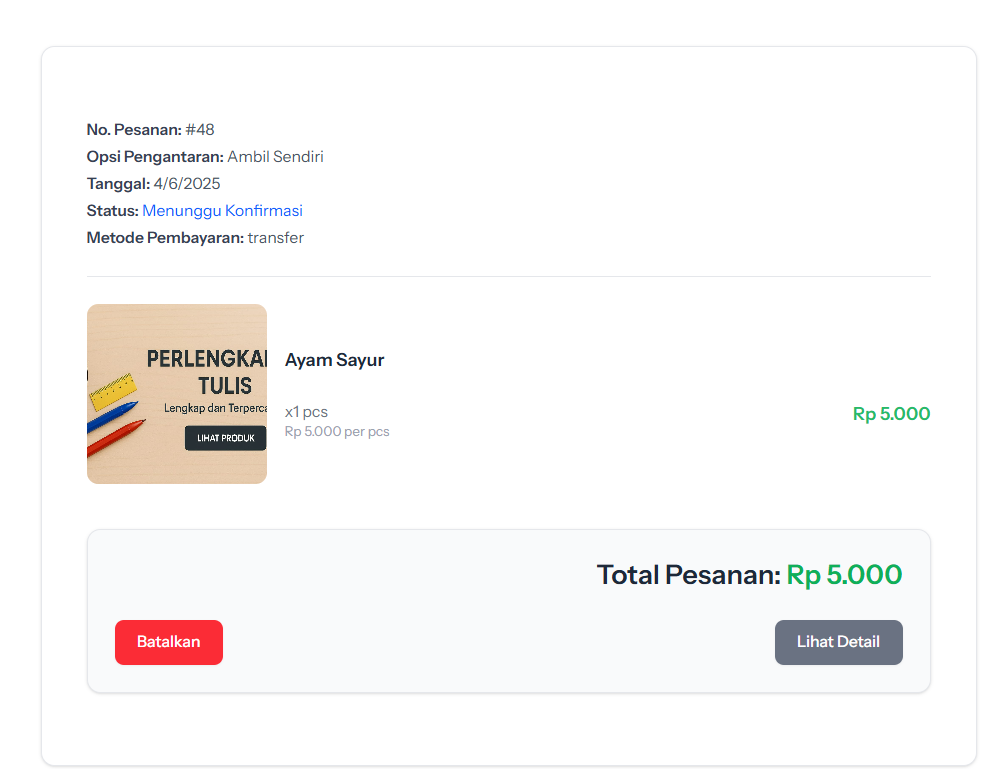 No. Pesanan: #48
Opsi Pengantaran: Ambil Sendiri
Tanggal: 4/6/2025
Status: Menunggu Konfirmasi
Metode Pembayaran: transfer
PERLENGKA
TULIS
Lengkap dan Terperca
LIHAT PRODUK
Ayam Sayur
x1 pcs
Rp 5.000 per pcs
Rp 5.000
Total Pesanan: Rp 5.000
Batalkan
Lihat Detail